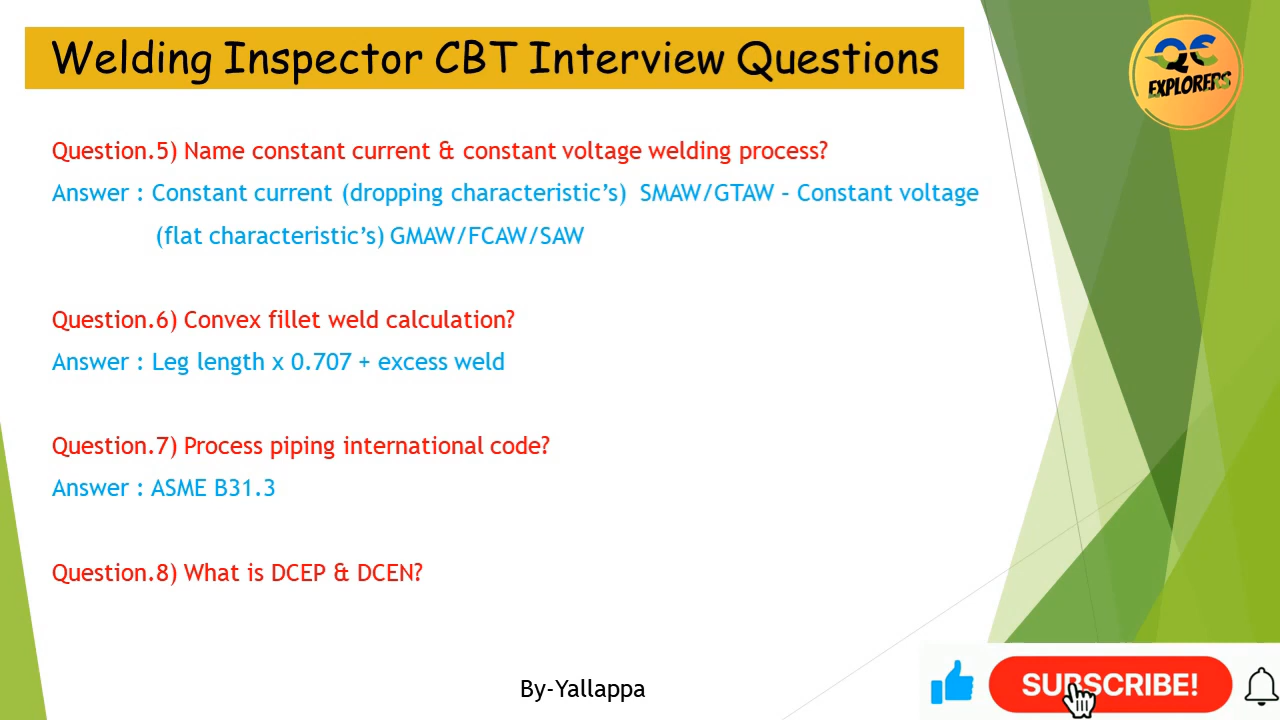 Welding Inspector CBT Interview Questions
QC
EXPLORERS
Question.5) Name constant current & constant voltage welding process?
Answer : Constant current (dropping characteristic's) SMAW/GTAW – Constant voltage
(flat characteristic's) GMAW/FCAW/SAW
Question.6) Convex fillet weld calculation?
Answer : Leg length x 0.707 + excess weld
Question.7) Process piping international code?
Answer : ASME B31.3
Question.8) What is DCEP & DCEN?
By-Yallappa
SUBSCRIBE!